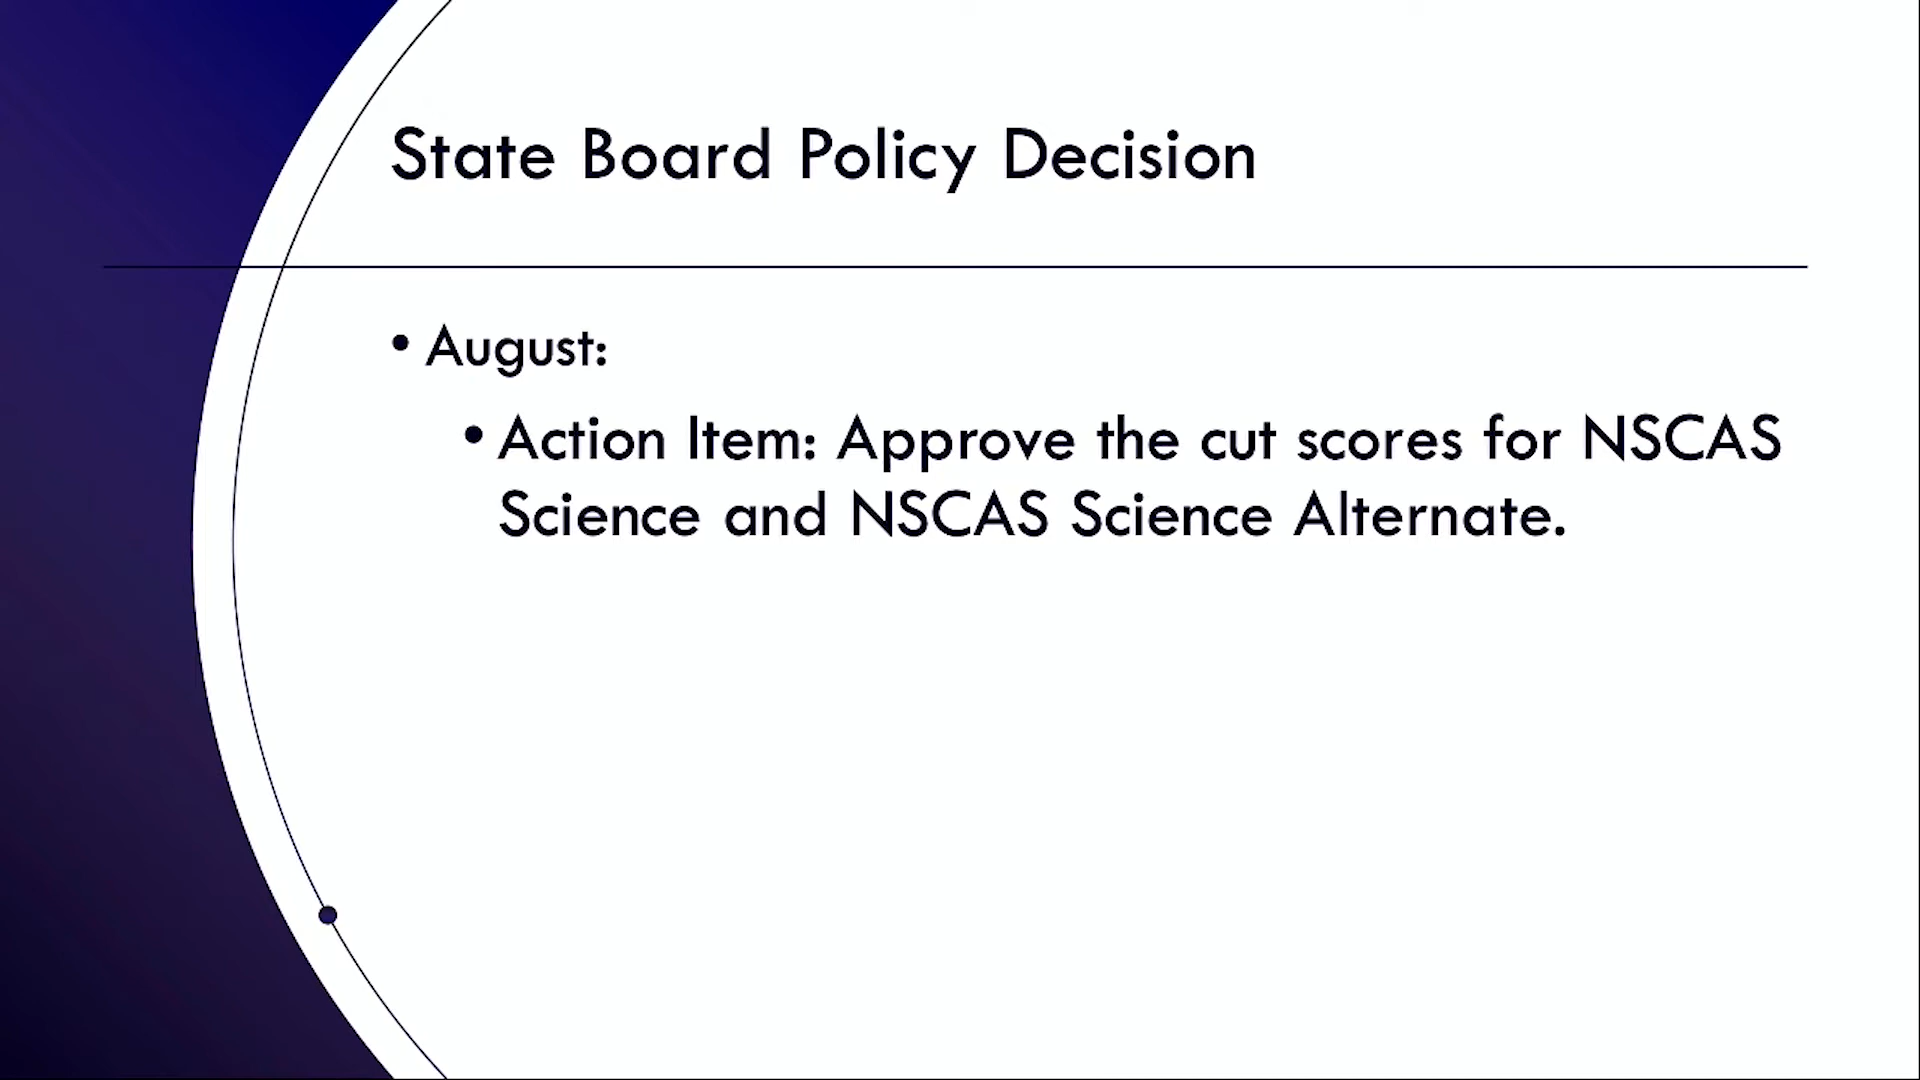 State Board Policy Decision
• August:
• Action Item: Approve the cut scores for NSCAS
Science and NSCAS Science Alternate.